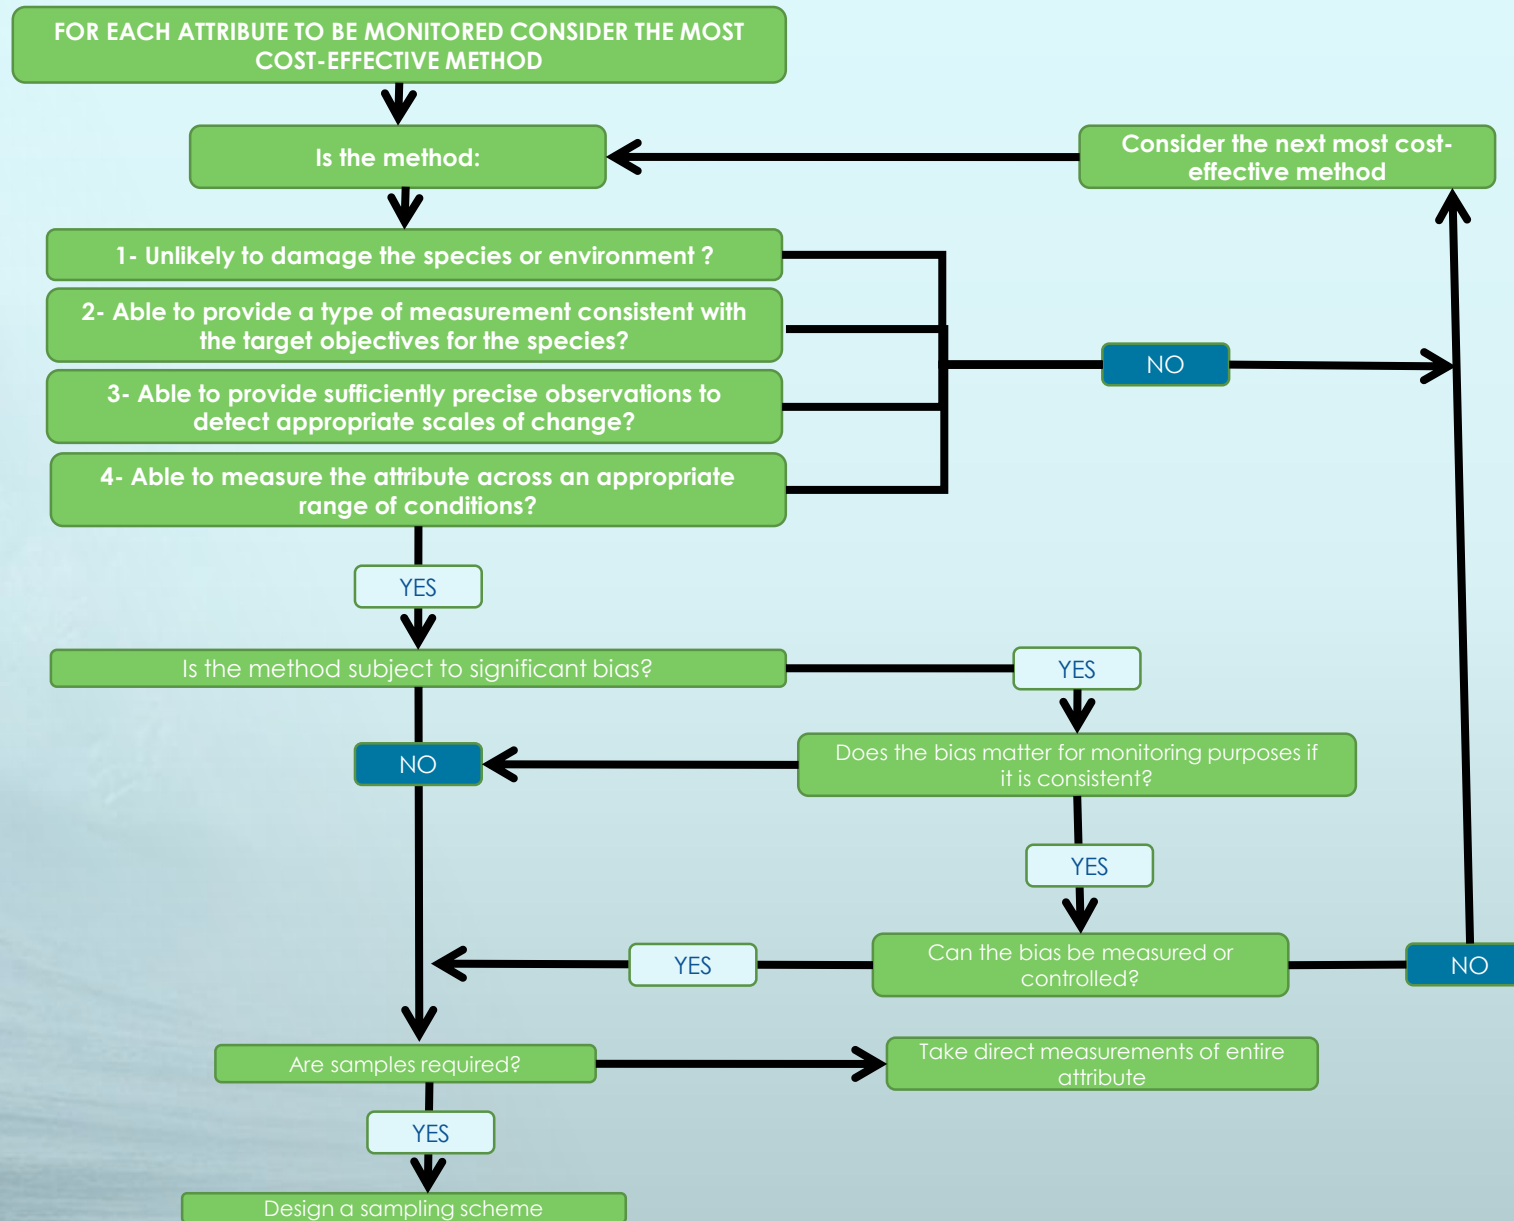 FOR EACH ATTRIBUTE TO BE MONITORED CONSIDER THE MOST
COST-EFFECTIVE METHOD
Is the method:
Consider the next most cost-
effective method
1- Unlikely to damage the species or environment ?
2- Able to provide a type of measurement consistent with
the target objectives for the species?
NO
3- Able to provide sufficiently precise observations to
detect appropriate scales of change?
4- Able to measure the attribute across an appropriate
range of conditions?
YES
Is the method subject to significant bias?
YES
NO
Does the bias matter for monitoring purposes if
it is consistent?
YES
YES
Can the bias be measured or
controlled?
NO
Are samples required?
Take direct measurements of entire
attribute
YES
Design a sampling scheme